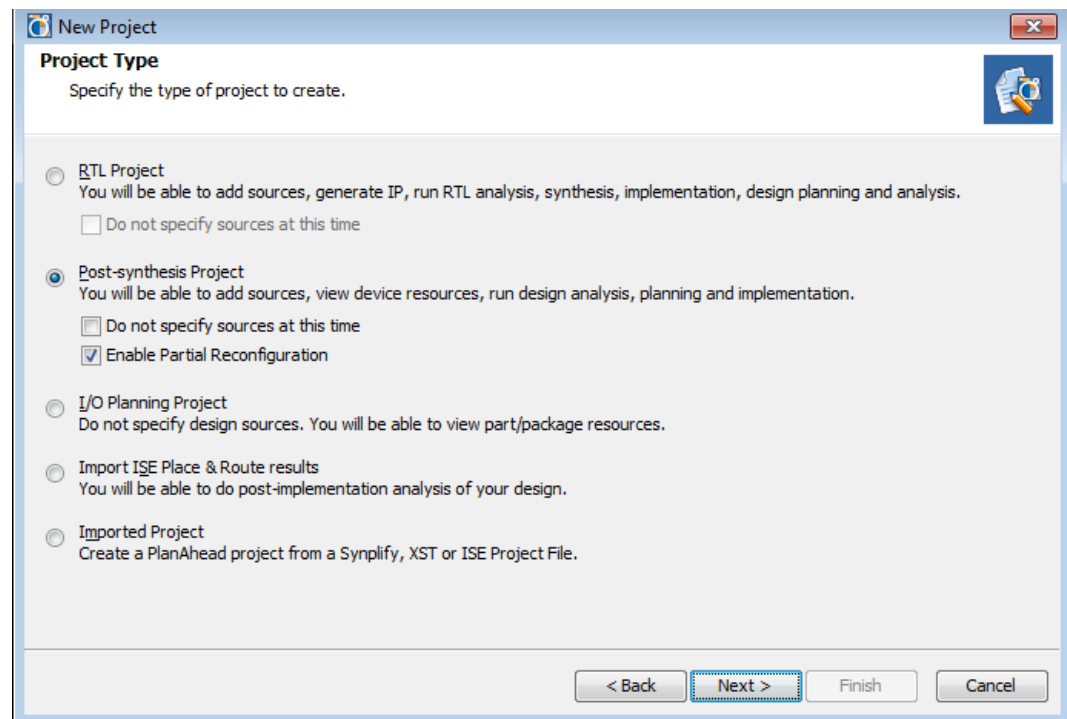 New Project
Project Type
Specify the type of project to create.
RTL Project
You will be able to add sources, generate IP, run RTL analysis, synthesis, implementation, design planning and analysis.
Do not specify sources at this time
Post-synthesis Project
You will be able to add sources, view device resources, run design analysis, planning and implementation.
Do not specify sources at this time
Enable Partial Reconfiguration
I/O Planning Project
Do not specify design sources. You will be able to view part/package resources.
Import ISE Place & Route results
You will be able to do post-implementation analysis of your design.
Imported Project
Create a PlanAhead project from a Synplify, XST or ISE Project File.
< Back Next > Finish Cancel